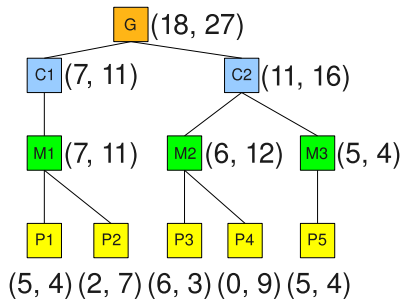 G (18, 27)
C1 (7, 11) C2 (11, 16)
M1 (7, 11) M2 (6, 12) M3 (5, 4)
P1 P2 P3 P4 P5
(5, 4) (2, 7) (6, 3) (0, 9) (5, 4)